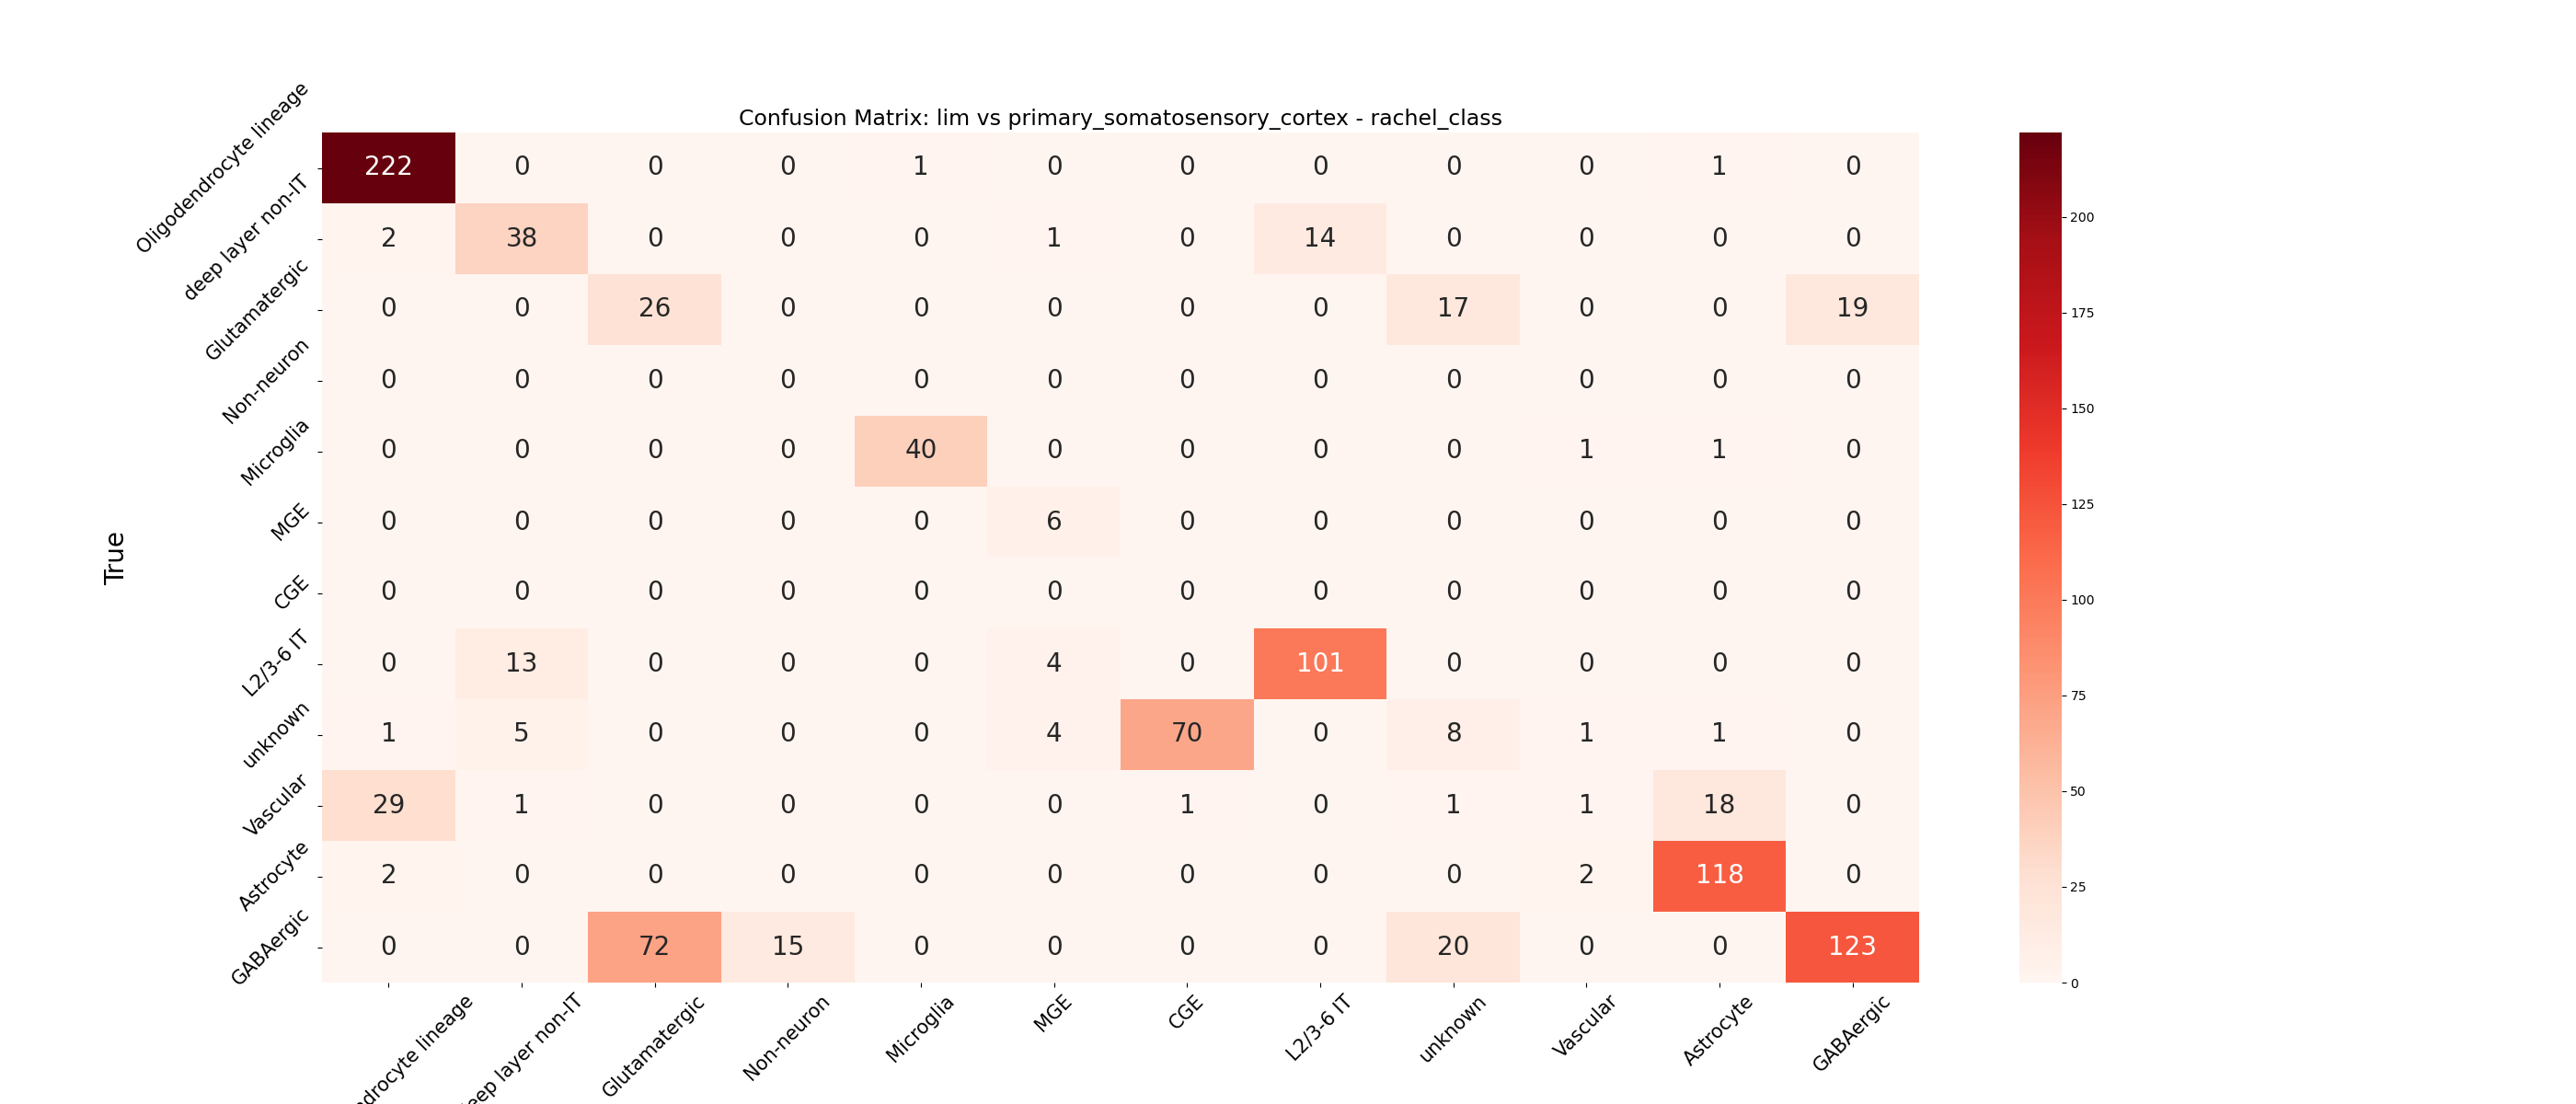 Confusion Matrix: lim vs primary_somatosensory_cortex - rachel_class
True
Oligodendrocyte lineage 222 0 0 0 1 0 0 0 0 0 1 0
deep layer non-IT 2 38 0 0 0 1 0 14 0 0 0 0
Glutamatergic 0 0 26 0 0 0 0 0 17 0 0 19
Non-neuron 0 0 0 0 0 0 0 0 0 0 0 0
Microglia 0 0 0 0 40 0 0 0 0 1 1 0
MGE 0 0 0 0 0 6 0 0 0 0 0 0
CGE 0 0 0 0 0 0 0 0 0 0 0 0
L2/3-6 IT 0 13 0 0 0 4 0 101 0 0 0 0
unknown 1 5 0 0 0 4 70 0 8 1 1 0
Vascular 29 1 0 0 0 0 1 0 1 1 18 0
Astrocyte 2 0 0 0 0 0 0 0 0 2 118 0
GABAergic 0 0 72 15 0 0 0 0 20 0 0 123
ndrocyte lineage eep layer non-IT Glutamatergic Non-neuron Microglia MGE CGE L2/3-6 IT unknown Vascular Astrocyte GABAergic
200
175
150
125
100
75
50
25
0